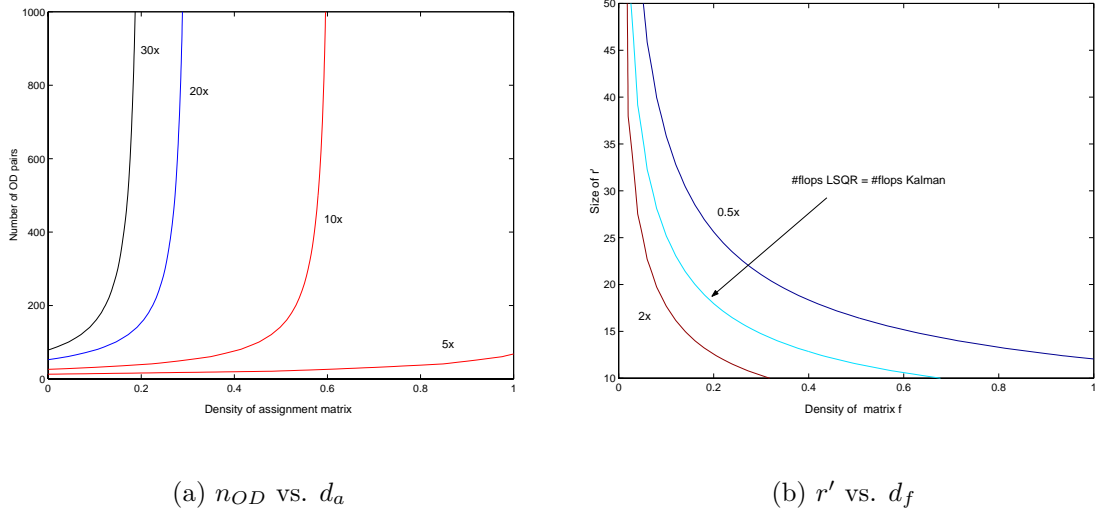 1000
800
600
400
200
0
0
0.2
0.4
0.6
0.8
1
Number of OD pairs
Density of assignment matrix
30x
20x
10x
5x
(a) n_{OD} vs. d_a
50
45
40
35
30
25
20
15
10
0
0.2
0.4
0.6
0.8
1
Size of r'
Density of matrix f
#flops LSQR = #flops Kalman
0.5x
2x
(b) r' vs. d_f